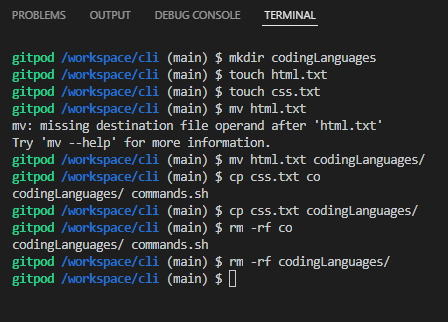 PROBLEMS OUTPUT DEBUG CONSOLE TERMINAL
gitpod /workspace/cli (main) $ mkdir codingLanguages
gitpod /workspace/cli (main) $ touch html.txt
gitpod /workspace/cli (main) $ touch css.txt
gitpod /workspace/cli (main) $ mv html.txt
mv: missing destination file operand after 'html.txt'
Try 'mv --help' for more information.
gitpod /workspace/cli (main) $ mv html.txt codingLanguages/
gitpod /workspace/cli (main) $ cp css.txt co
codingLanguages/ commands.sh
gitpod /workspace/cli (main) $ cp css.txt codingLanguages/
gitpod /workspace/cli (main) $ rm -rf co
codingLanguages/ commands.sh
gitpod /workspace/cli (main) $ rm -rf codingLanguages/
gitpod /workspace/cli (main) $